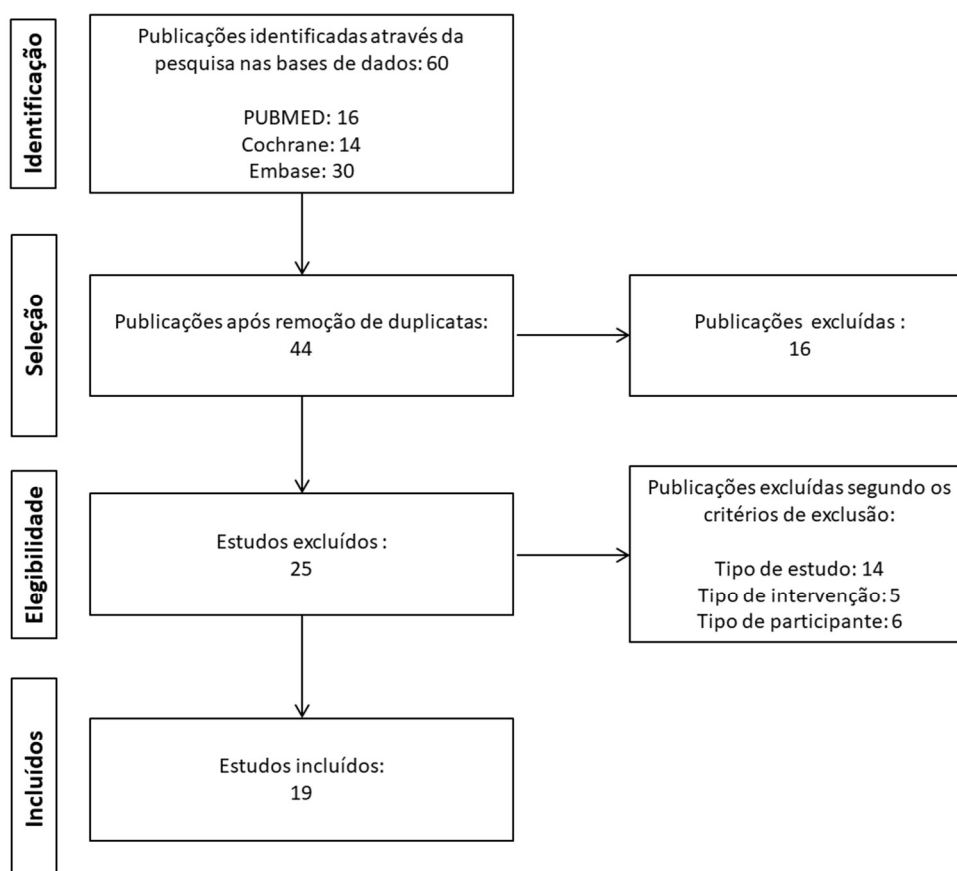 Identificação
Publicações identificadas através da
pesquisa nas bases de dados: 60
PUBMED: 16
Cochrane: 14
Embase: 30
Seleção
Publicações após remoção de duplicatas:
44
Publicações excluídas :
16
Elegibilidade
Estudos excluídos :
25
Publicações excluídas segundo os
critérios de exclusão:
Tipo de estudo: 14
Tipo de intervenção: 5
Tipo de participante: 6
Incluídos
Estudos incluídos:
19